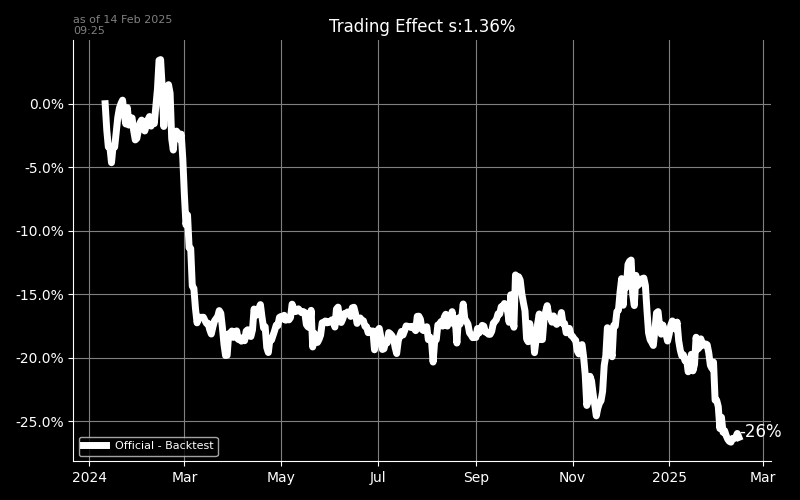 as of 14 Feb 2025
09:25
Trading Effect s:1.36%
0.0%
-5.0%
-10.0%
-15.0%
-20.0%
-25.0%
-26%
Official - Backtest
2024 Mar May Jul Sep Nov 2025 Mar